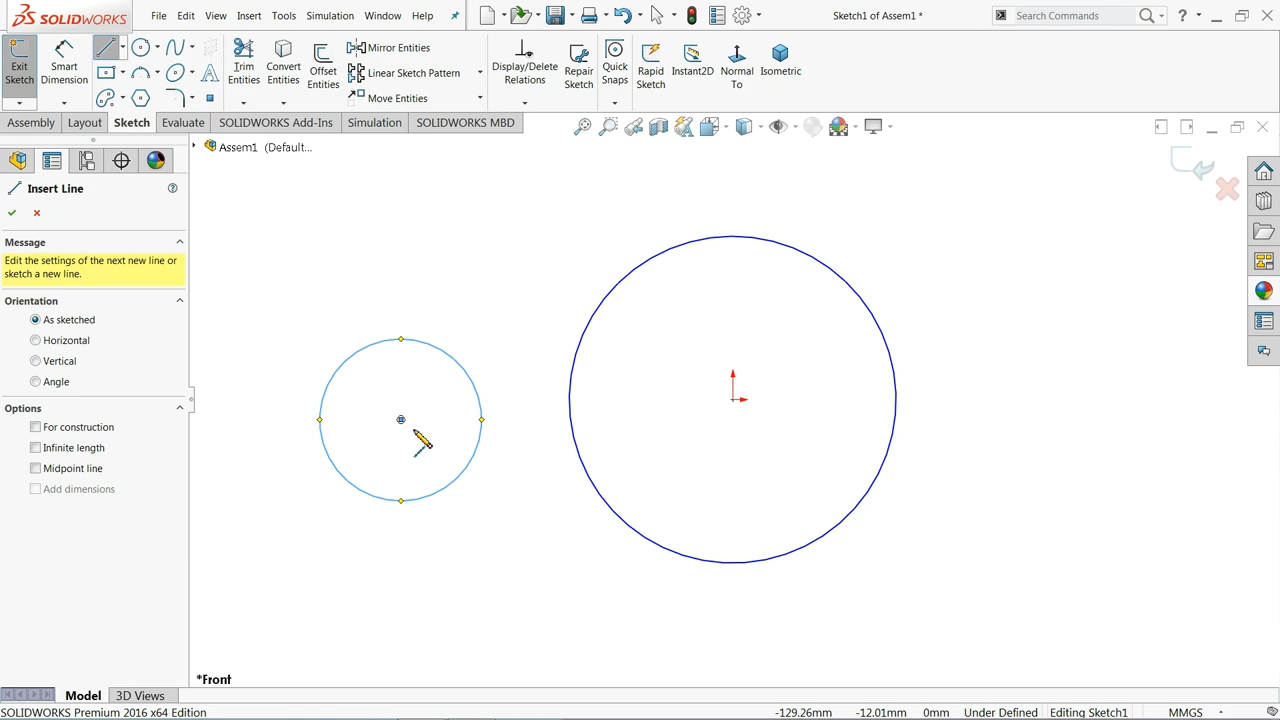 SOLIDWORKS File Edit View Insert Tools Simulation Window Help Sketch1 of Assem1 * Search Commands ?
Exit Sketch
Smart Dimension
Trim Entities
Convert Entities
Offset Entities
Mirror Entities
Linear Sketch Pattern
Move Entities
Display/Delete Relations
Repair Sketch
Quick Snaps
Rapid Sketch
Instant2D
Normal To
Isometric
Assembly Layout Sketch Evaluate SOLIDWORKS Add-Ins Simulation SOLIDWORKS MBD
Assem1 (Default...
Insert Line
Message
Edit the settings of the next new line or
sketch a new line.
Orientation
As sketched
Horizontal
Vertical
Angle
Options
For construction
Infinite length
Midpoint line
Add dimensions
*Front
Model 3D Views
SOLIDWORKS Premium 2016 x64 Edition -129.26mm -12.01mm 0mm Under Defined Editing Sketch1 MMGS